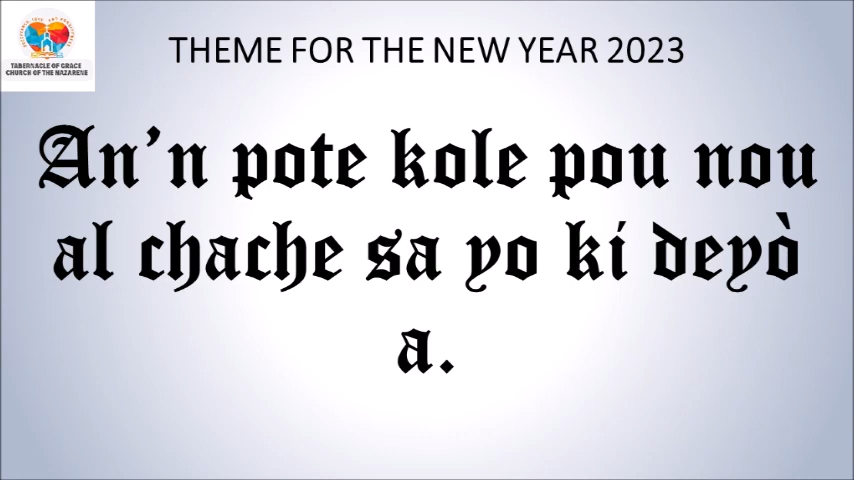 TABERNACLE OF GRACE
CHURCH OF THE NAZARENE
THEME FOR THE NEW YEAR 2023
An’n pote kole pou nou
al chache sa yo ki deyò
a.